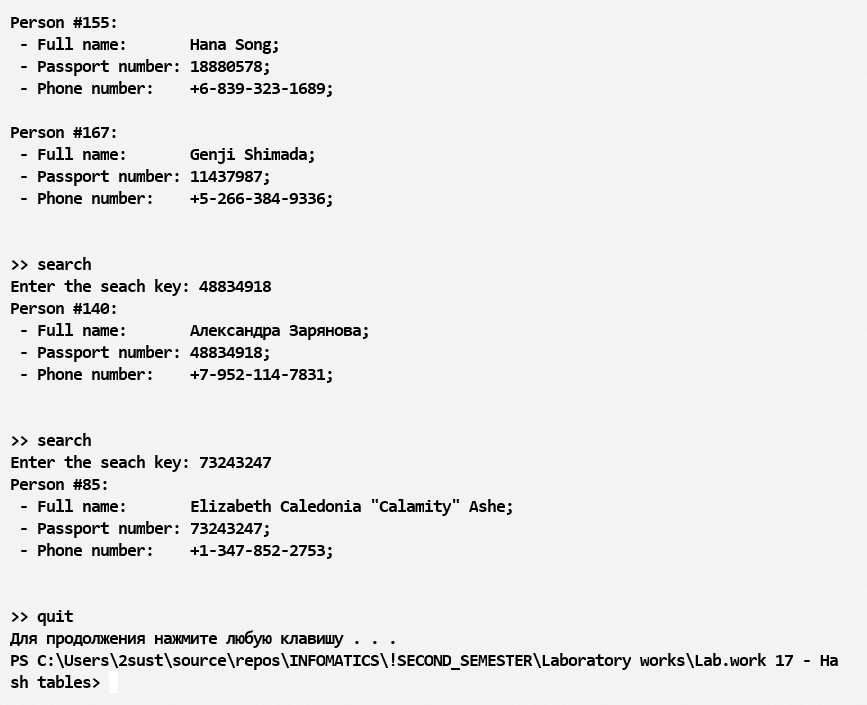 Person #155:
 - Full name:       Hana Song;
 - Passport number: 18880578;
 - Phone number:    +6-839-323-1689;

Person #167:
 - Full name:       Genji Shimada;
 - Passport number: 11437987;
 - Phone number:    +5-266-384-9336;

>> search
Enter the seach key: 48834918
Person #140:
 - Full name:       Александра Зарянова;
 - Passport number: 48834918;
 - Phone number:    +7-952-114-7831;

>> search
Enter the seach key: 73243247
Person #85:
 - Full name:       Elizabeth Caledonia "Calamity" Ashe;
 - Passport number: 73243247;
 - Phone number:    +1-347-852-2753;

>> quit
Для продолжения нажмите любую клавишу . . .
PS C:\Users\2sust\source\repos\INFOMATICS\!SECOND_SEMESTER\Laboratory works\Lab.work 17 - Ha
sh tables>